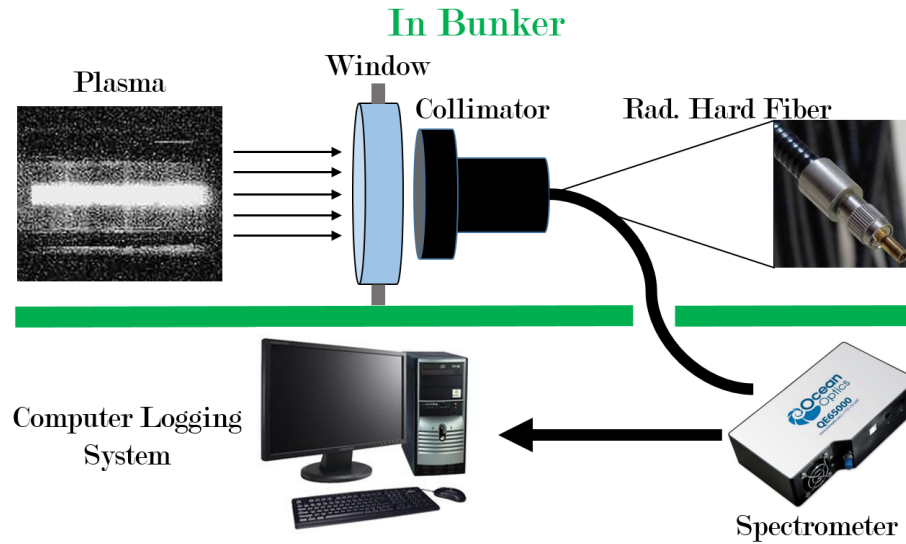 In Bunker
Plasma
Window
Collimator
Rad. Hard Fiber
Computer Logging
System
Ocean
Optics
QE65000
Spectrometer